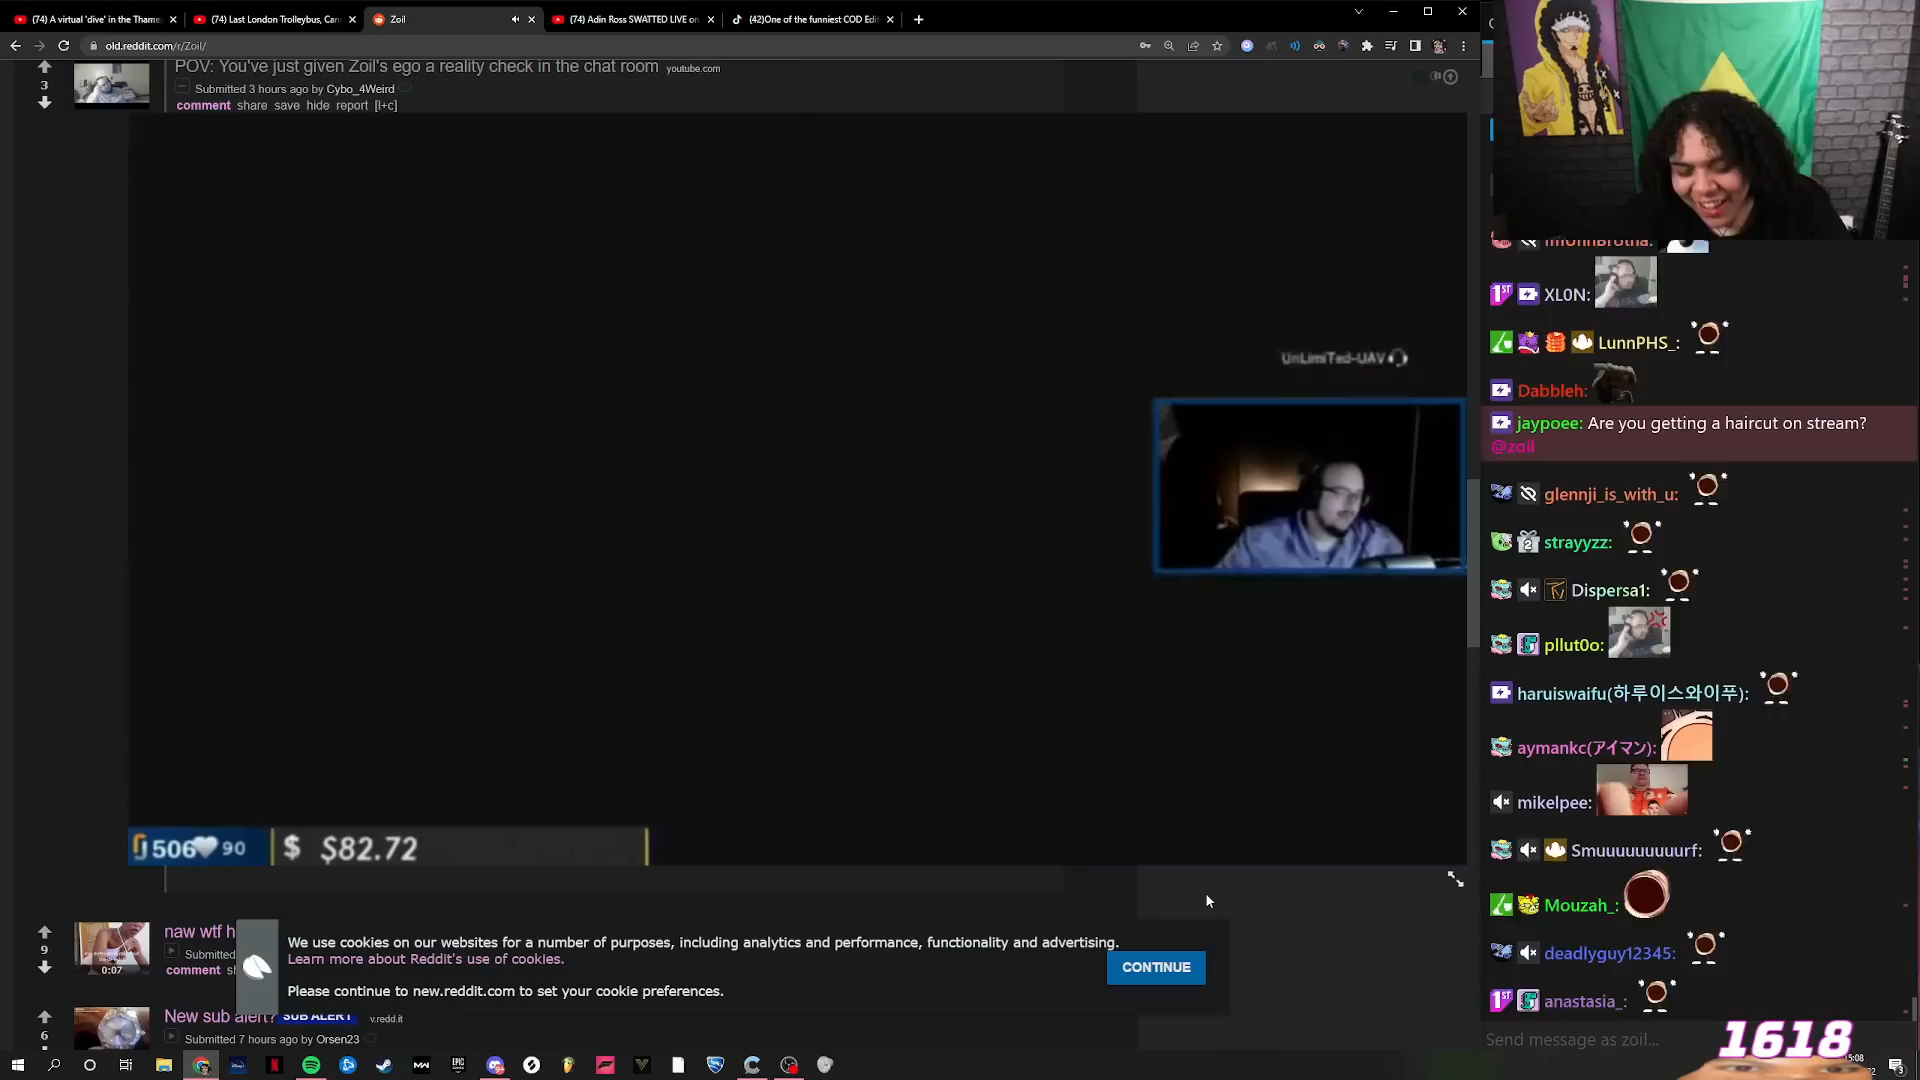 (74) A virtual 'dive' in the Thame
(74) Last London Trolleybus, Can
Zoil
(74) Adin Ross SWATTED LIVE on
(42)One of the funniest COD Edit
old.reddit.com/r/Zoil/
3
POV: You've just given Zoil's ego a reality check in the chat room youtube.com
Submitted 3 hours ago by Cybo_4Weird
comment share save hide report [l+c]
UnLimiTed-UAV
506 90 $ $82.72
9
naw wtf h
Submitted
comment sh
0:07
We use cookies on our websites for a number of purposes, including analytics and performance, functionality and advertising.
Learn more about Reddit's use of cookies.
CONTINUE
Please continue to new.reddit.com to set your cookie preferences.
6
New sub alert? SUB ALERT v.redd.it
Submitted 7 hours ago by Orsen23
XL0N:
LunnPHS_:
Dabbleh:
jaypoee: Are you getting a haircut on stream?
@zoil
glennji_is_with_u:
strayyzz:
Dispersa1:
pllut0o:
haruiswaifu(하루이스와이푸):
aymankc(アイマン):
mikelpee:
Smuuuuuuuuurf:
Mouzah_:
deadlyguy12345:
anastasia_:
Send message as zoil...
1618
15:08